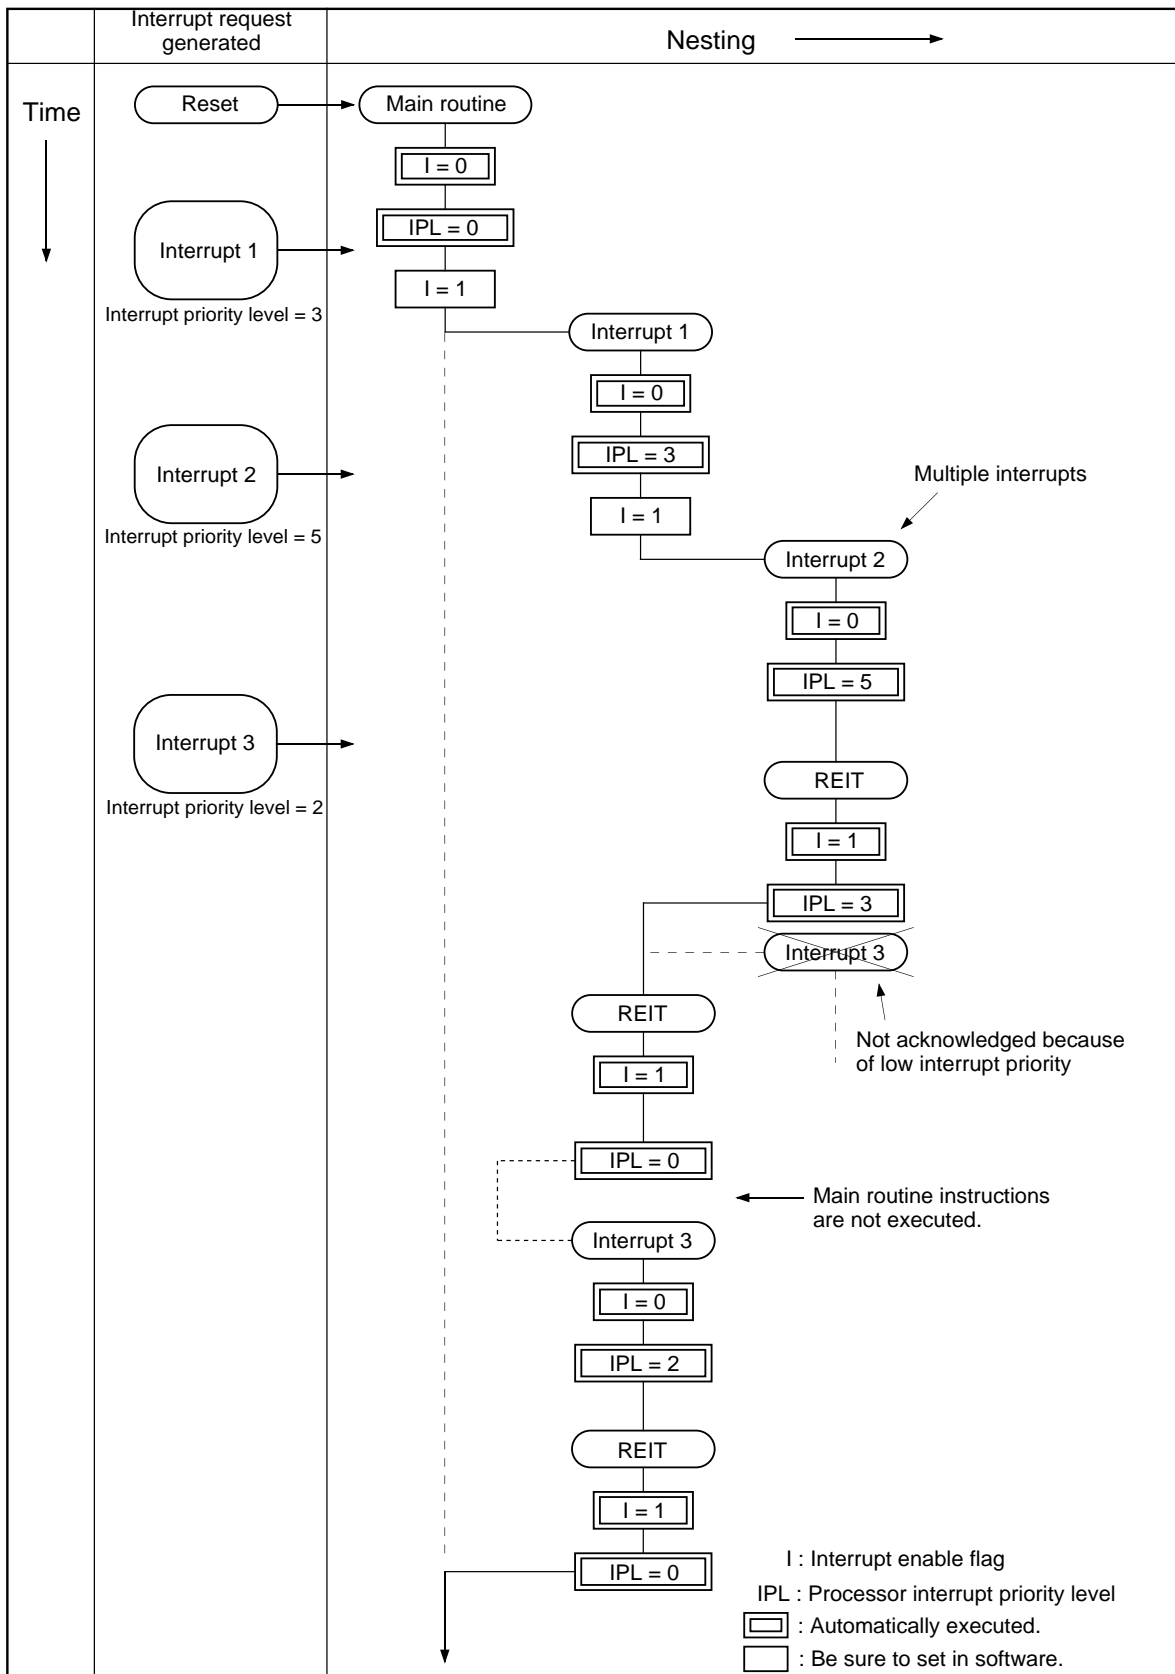 Interrupt request
generated
Nesting
Time
Reset
Main routine
I = 0
IPL = 0
Interrupt 1
I = 1
Interrupt priority level = 3
Interrupt 1
I = 0
IPL = 3
Interrupt 2
Multiple interrupts
I = 1
Interrupt priority level = 5
Interrupt 2
I = 0
IPL = 5
Interrupt 3
REIT
Interrupt priority level = 2
I = 1
IPL = 3
Interrupt 3
REIT
Not acknowledged because
of low interrupt priority
I = 1
IPL = 0
Main routine instructions
are not executed.
Interrupt 3
I = 0
IPL = 2
REIT
I = 1
IPL = 0
I : Interrupt enable flag
IPL : Processor interrupt priority level
: Automatically executed.
: Be sure to set in software.